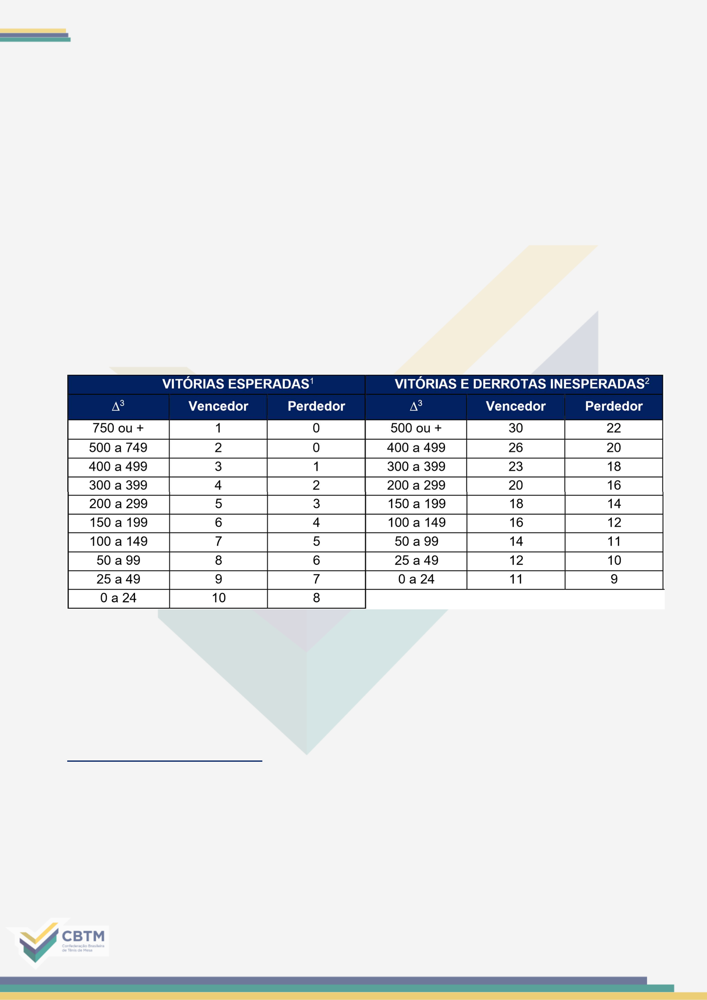 VITÓRIAS ESPERADAS¹ VITÓRIAS E DERROTAS INESPERADAS²
Δ³ Vencedor Perdedor Δ³ Vencedor Perdedor
750 ou + 1 0 500 ou + 30 22
500 a 749 2 0 400 a 499 26 20
400 a 499 3 1 300 a 399 23 18
300 a 399 4 2 200 a 299 20 16
200 a 299 5 3 150 a 199 18 14
150 a 199 6 4 100 a 149 16 12
100 a 149 7 5 50 a 99 14 11
50 a 99 8 6 25 a 49 12 10
25 a 49 9 7 0 a 24 11 9
0 a 24 10 8
CBTM
Confederação Brasileira
de Tênis de Mesa